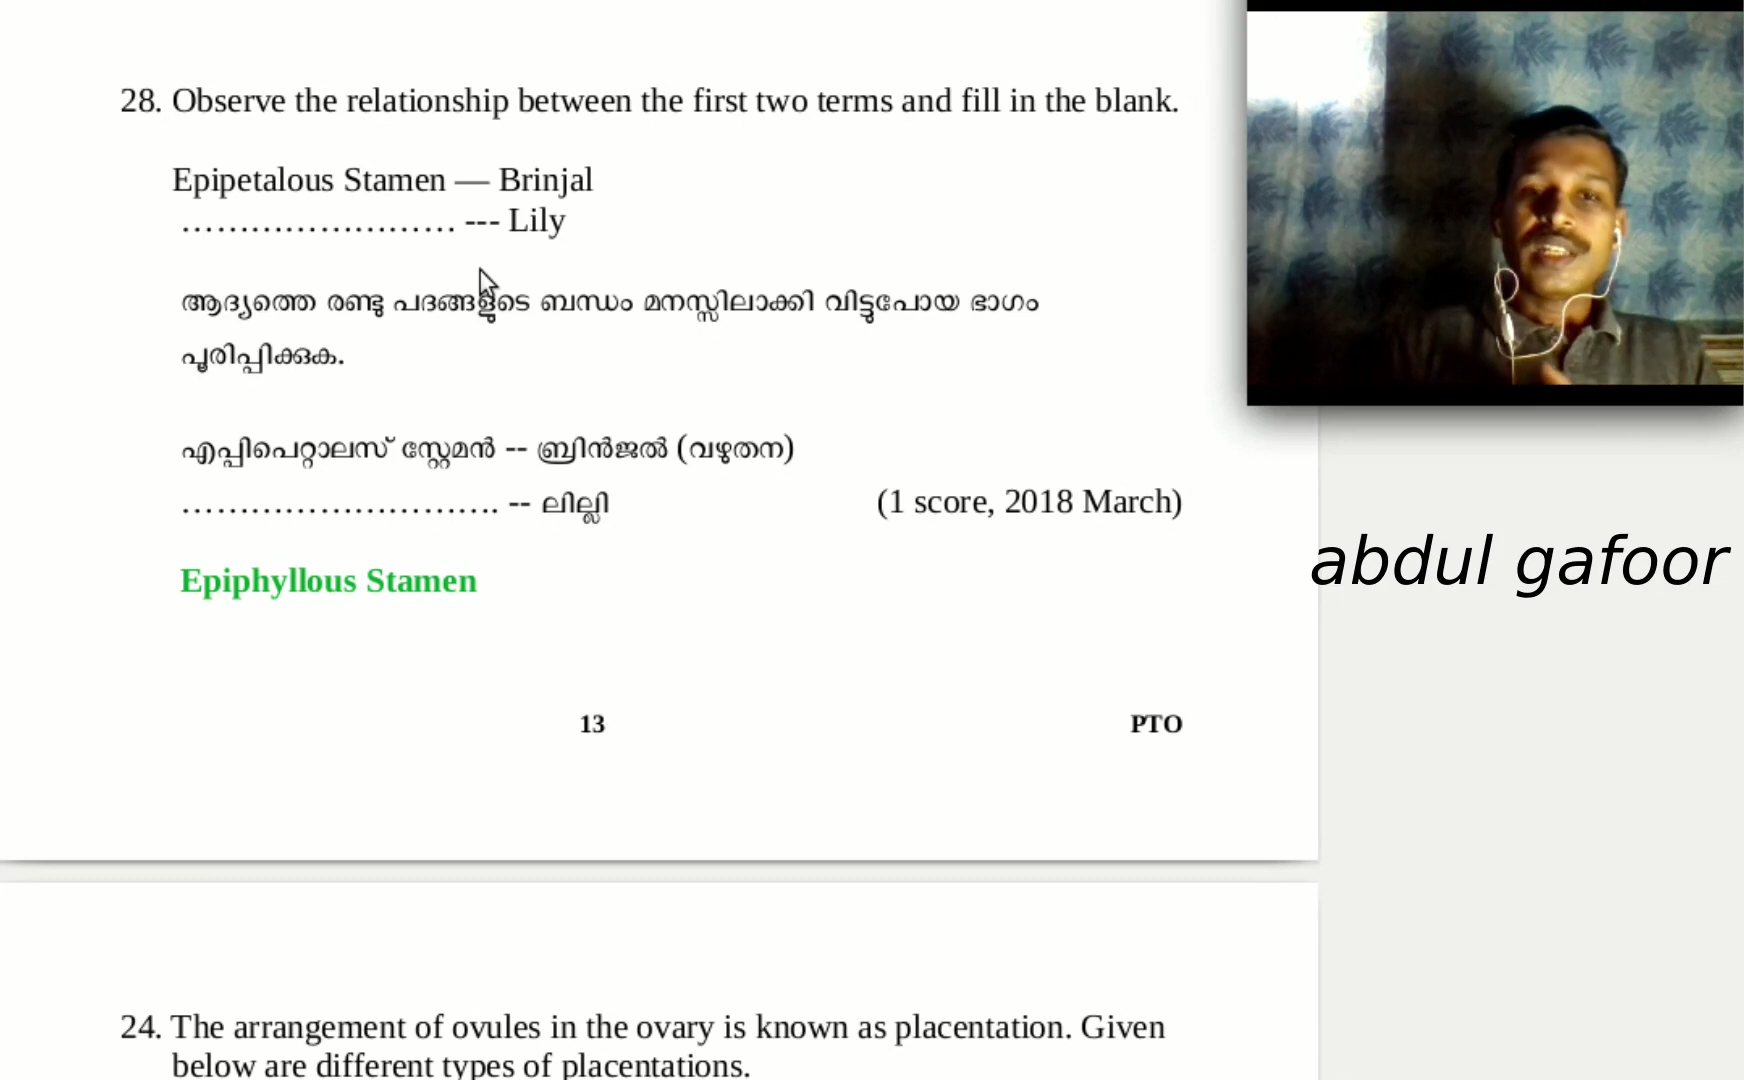 28. Observe the relationship between the first two terms and fill in the blank.
Epipetalous Stamen — Brinjal
…………………… --- Lily
ആദ്യത്തെ രണ്ടു പദങ്ങളുടെ ബന്ധം മനസ്സിലാക്കി വിട്ടുപോയ ഭാഗം
പൂരിപ്പിക്കുക.
എപ്പിപെറ്റാലസ് സ്റ്റേമൻ -- ബ്രിൻജൽ (വഴുതന)
………………………. -- ലില്ലി (1 score, 2018 March)
Epiphyllous Stamen
abdul gafoor
13 PTO
24. The arrangement of ovules in the ovary is known as placentation. Given
below are different types of placentations.